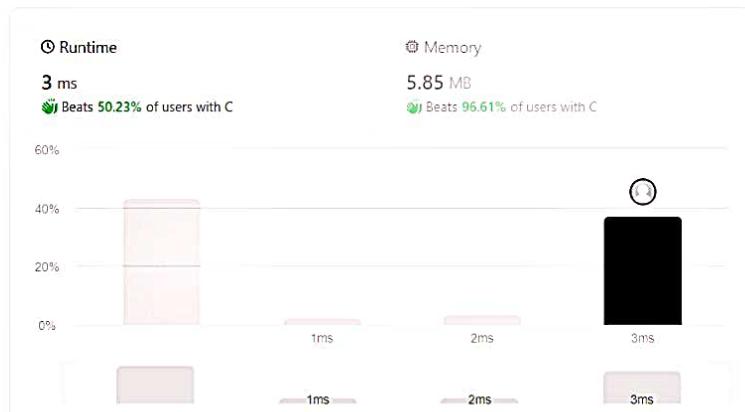 Runtime
Memory
3 ms
5.85 MB
Beats 50.23% of users with C
Beats 96.61% of users with C
60%
40%
20%
0%
1ms
2ms
3ms
1ms
2ms
3ms